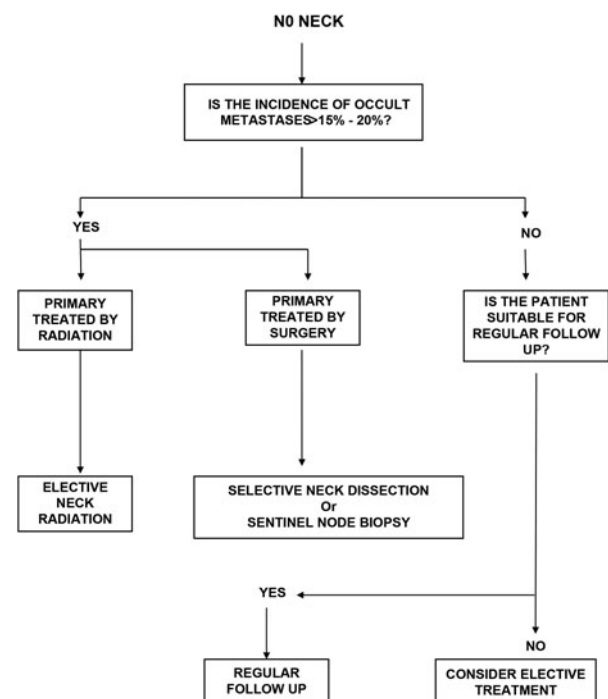 N0 NECK
IS THE INCIDENCE OF OCCULT
METASTASES>15% - 20%?
YES
NO
PRIMARY
TREATED BY
RADIATION
PRIMARY
TREATED BY
SURGERY
IS THE PATIENT
SUITABLE FOR
REGULAR FOLLOW
UP?
ELECTIVE
NECK
RADIATION
SELECTIVE NECK DISSECTION
Or
SENTINEL NODE BIOPSY
YES
NO
REGULAR
FOLLOW UP
CONSIDER ELECTIVE
TREATMENT